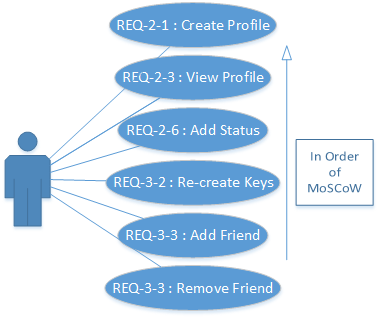 REQ-2-1 : Create Profile
REQ-2-3 : View Profile
REQ-2-6 : Add Status
REQ-3-2 : Re-create Keys
REQ-3-3 : Add Friend
REQ-3-3 : Remove Friend
In Order
of
MoSCoW